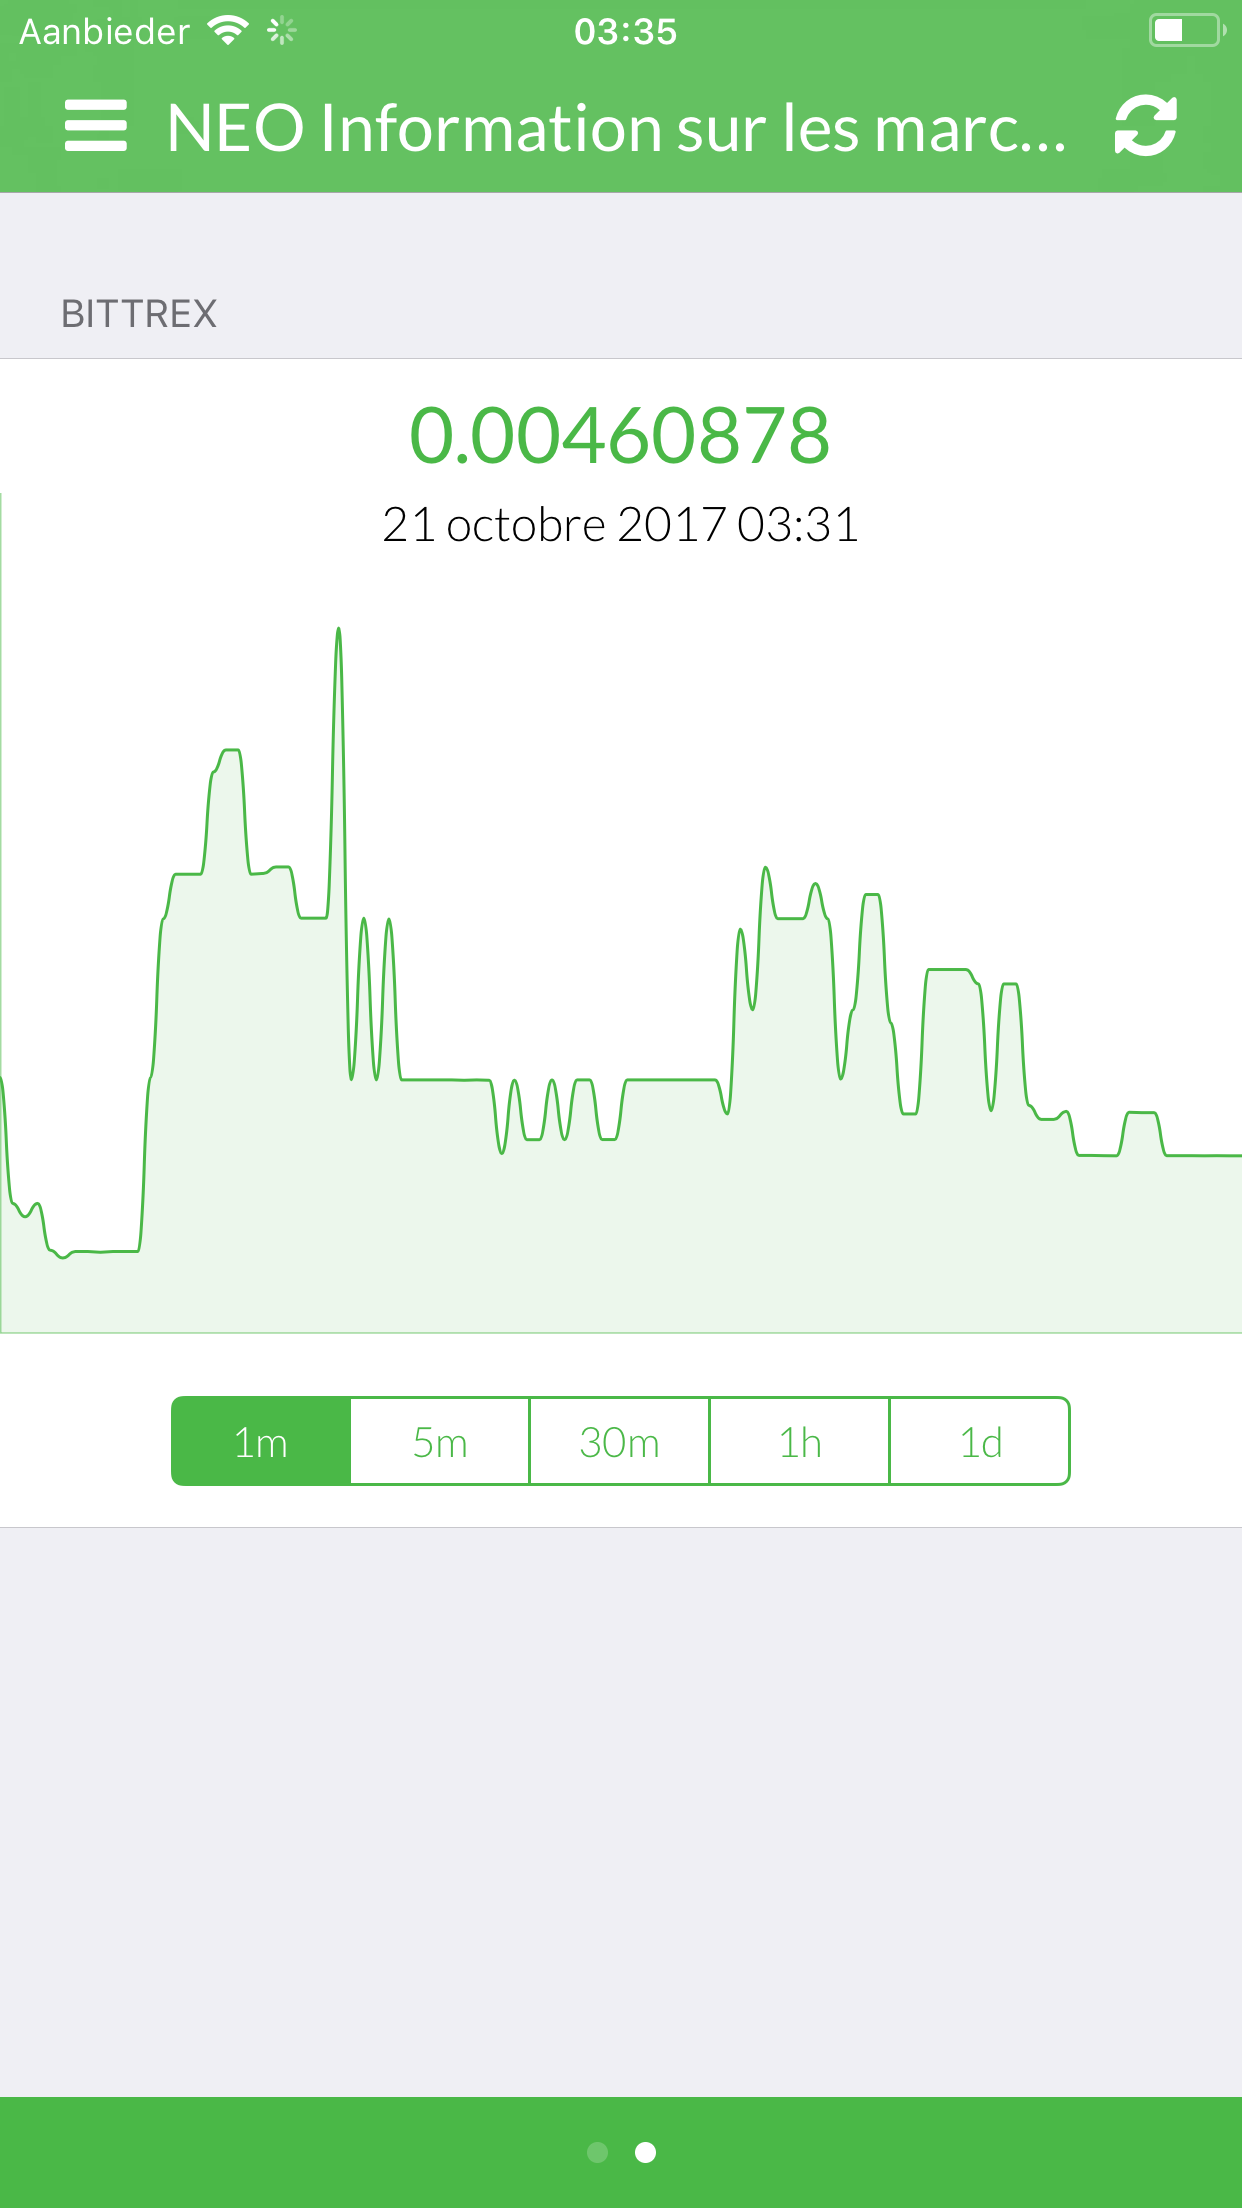 Aanbieder 03:35
NEO Information sur les marc...
BITTREX
0.00460878
21 octobre 2017 03:31
1m 5m 30m 1h 1d